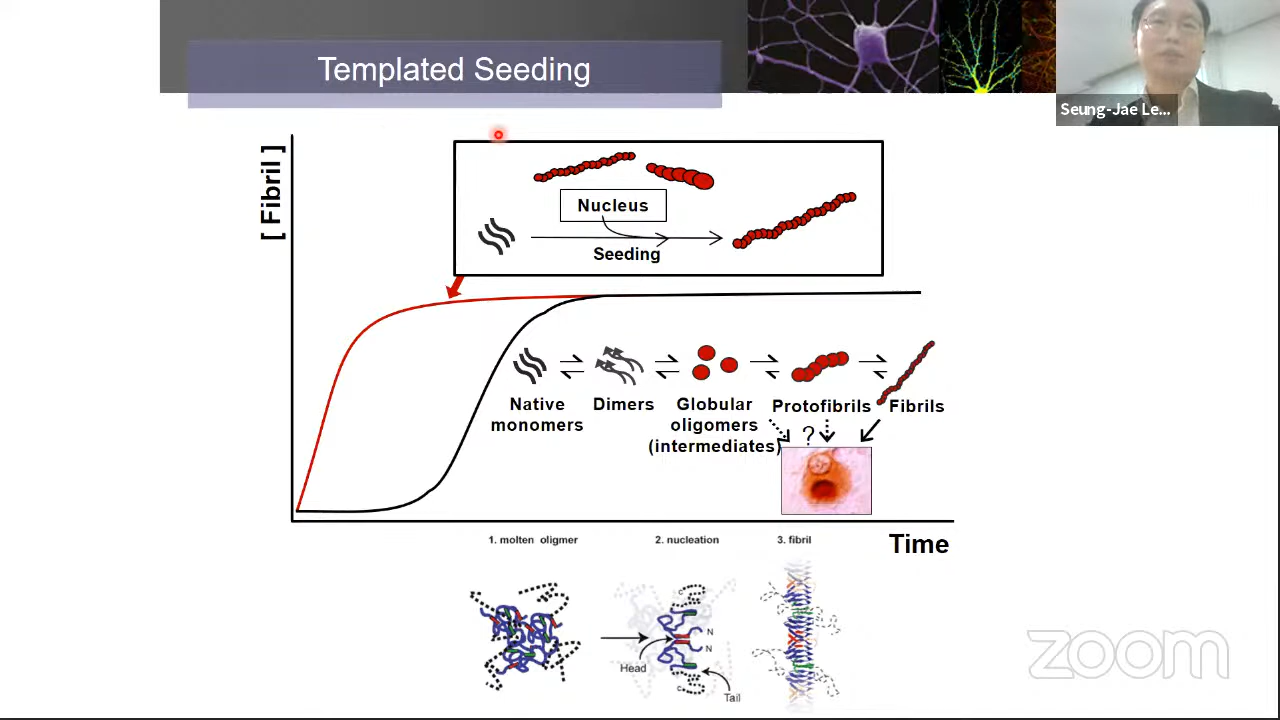 Templated Seeding
Seung-Jae Le...
[ Fibril ]
Nucleus
Seeding
Native
monomers
Dimers
Globular
oligomers
(intermediates)
Protofibrils
Fibrils
?
Time
1. molten oligmer
2. nucleation
3. fibril
C
N
N
Head
C
Tail
zoom